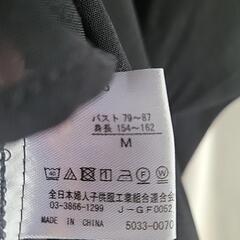 バスト 79～87
身長 154～162
M
全日本婦人子供服工業組合連合会
03-3866-1299 J-GF0052
MADE IN CHINA 5033-0070